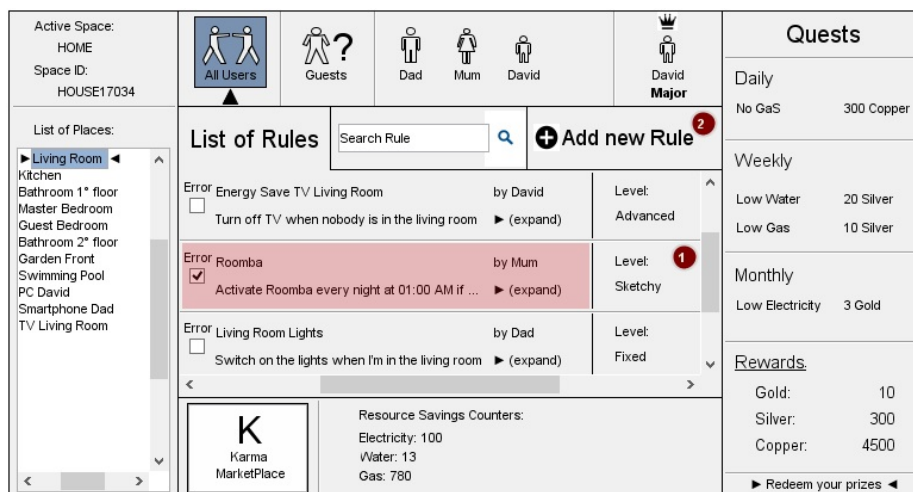 Active Space:
HOME
Space ID:
HOUSE17034
List of Places:
►Living Room ◄
Kitchen
Bathroom 1° floor
Master Bedroom
Guest Bedroom
Bathroom 2° floor
Garden Front
Swimming Pool
PC David
Smartphone Dad
TV Living Room
All Users
?
Guests
Dad
Mum
David
David
Major
List of Rules
Search Rule
Add new Rule
2
Error Energy Save TV Living Room by David
Turn off TV when nobody is in the living room ► (expand)
Level:
Advanced
Error Roomba by Mum
Activate Roomba every night at 01:00 AM if ... ► (expand)
Level:
Sketchy
1
Error Living Room Lights by Dad
Switch on the lights when I'm in the living room ► (expand)
Level:
Fixed
K
Karma
MarketPlace
Resource Savings Counters:
Electricity: 100
Water: 13
Gas: 780
Quests
Daily
No GaS 300 Copper
Weekly
Low Water 20 Silver
Low Gas 10 Silver
Monthly
Low Electricity 3 Gold
Rewards.
Gold: 10
Silver: 300
Copper: 4500
► Redeem your prizes ◄